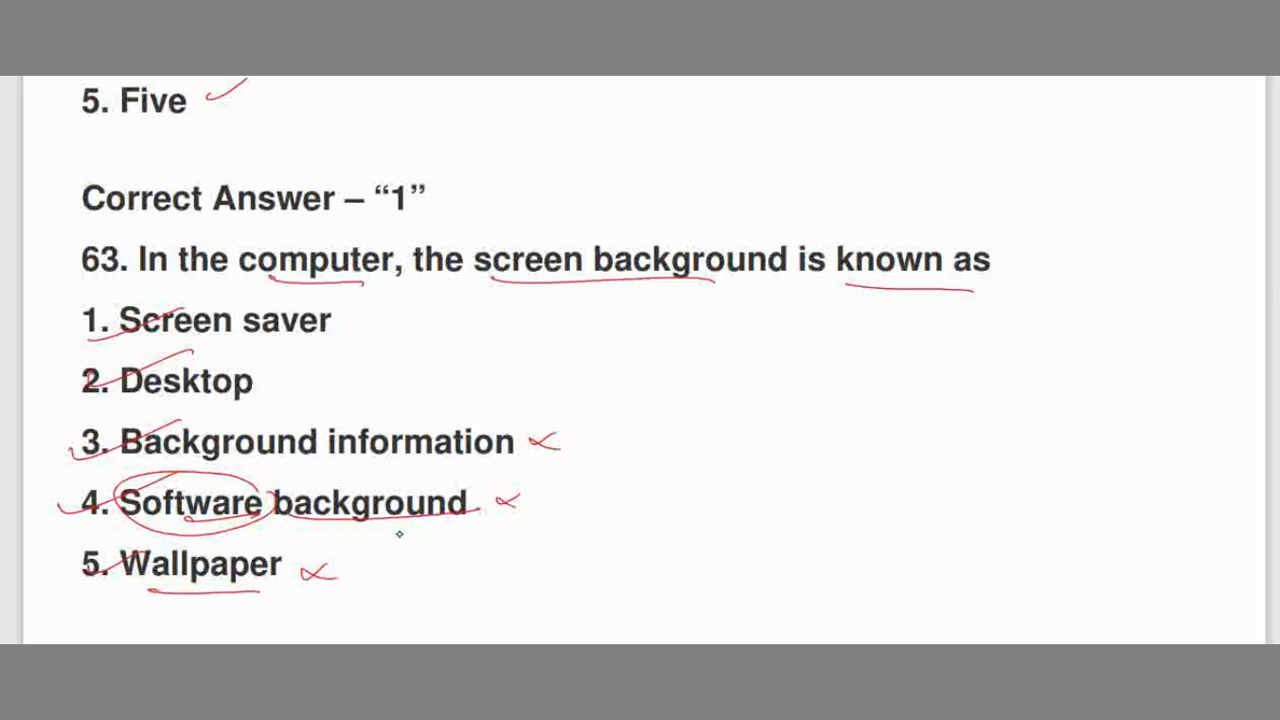 5. Five
Correct Answer – “1”
63. In the computer, the screen background is known as
1. Screen saver
2. Desktop
3. Background information
4. Software background
5. Wallpaper